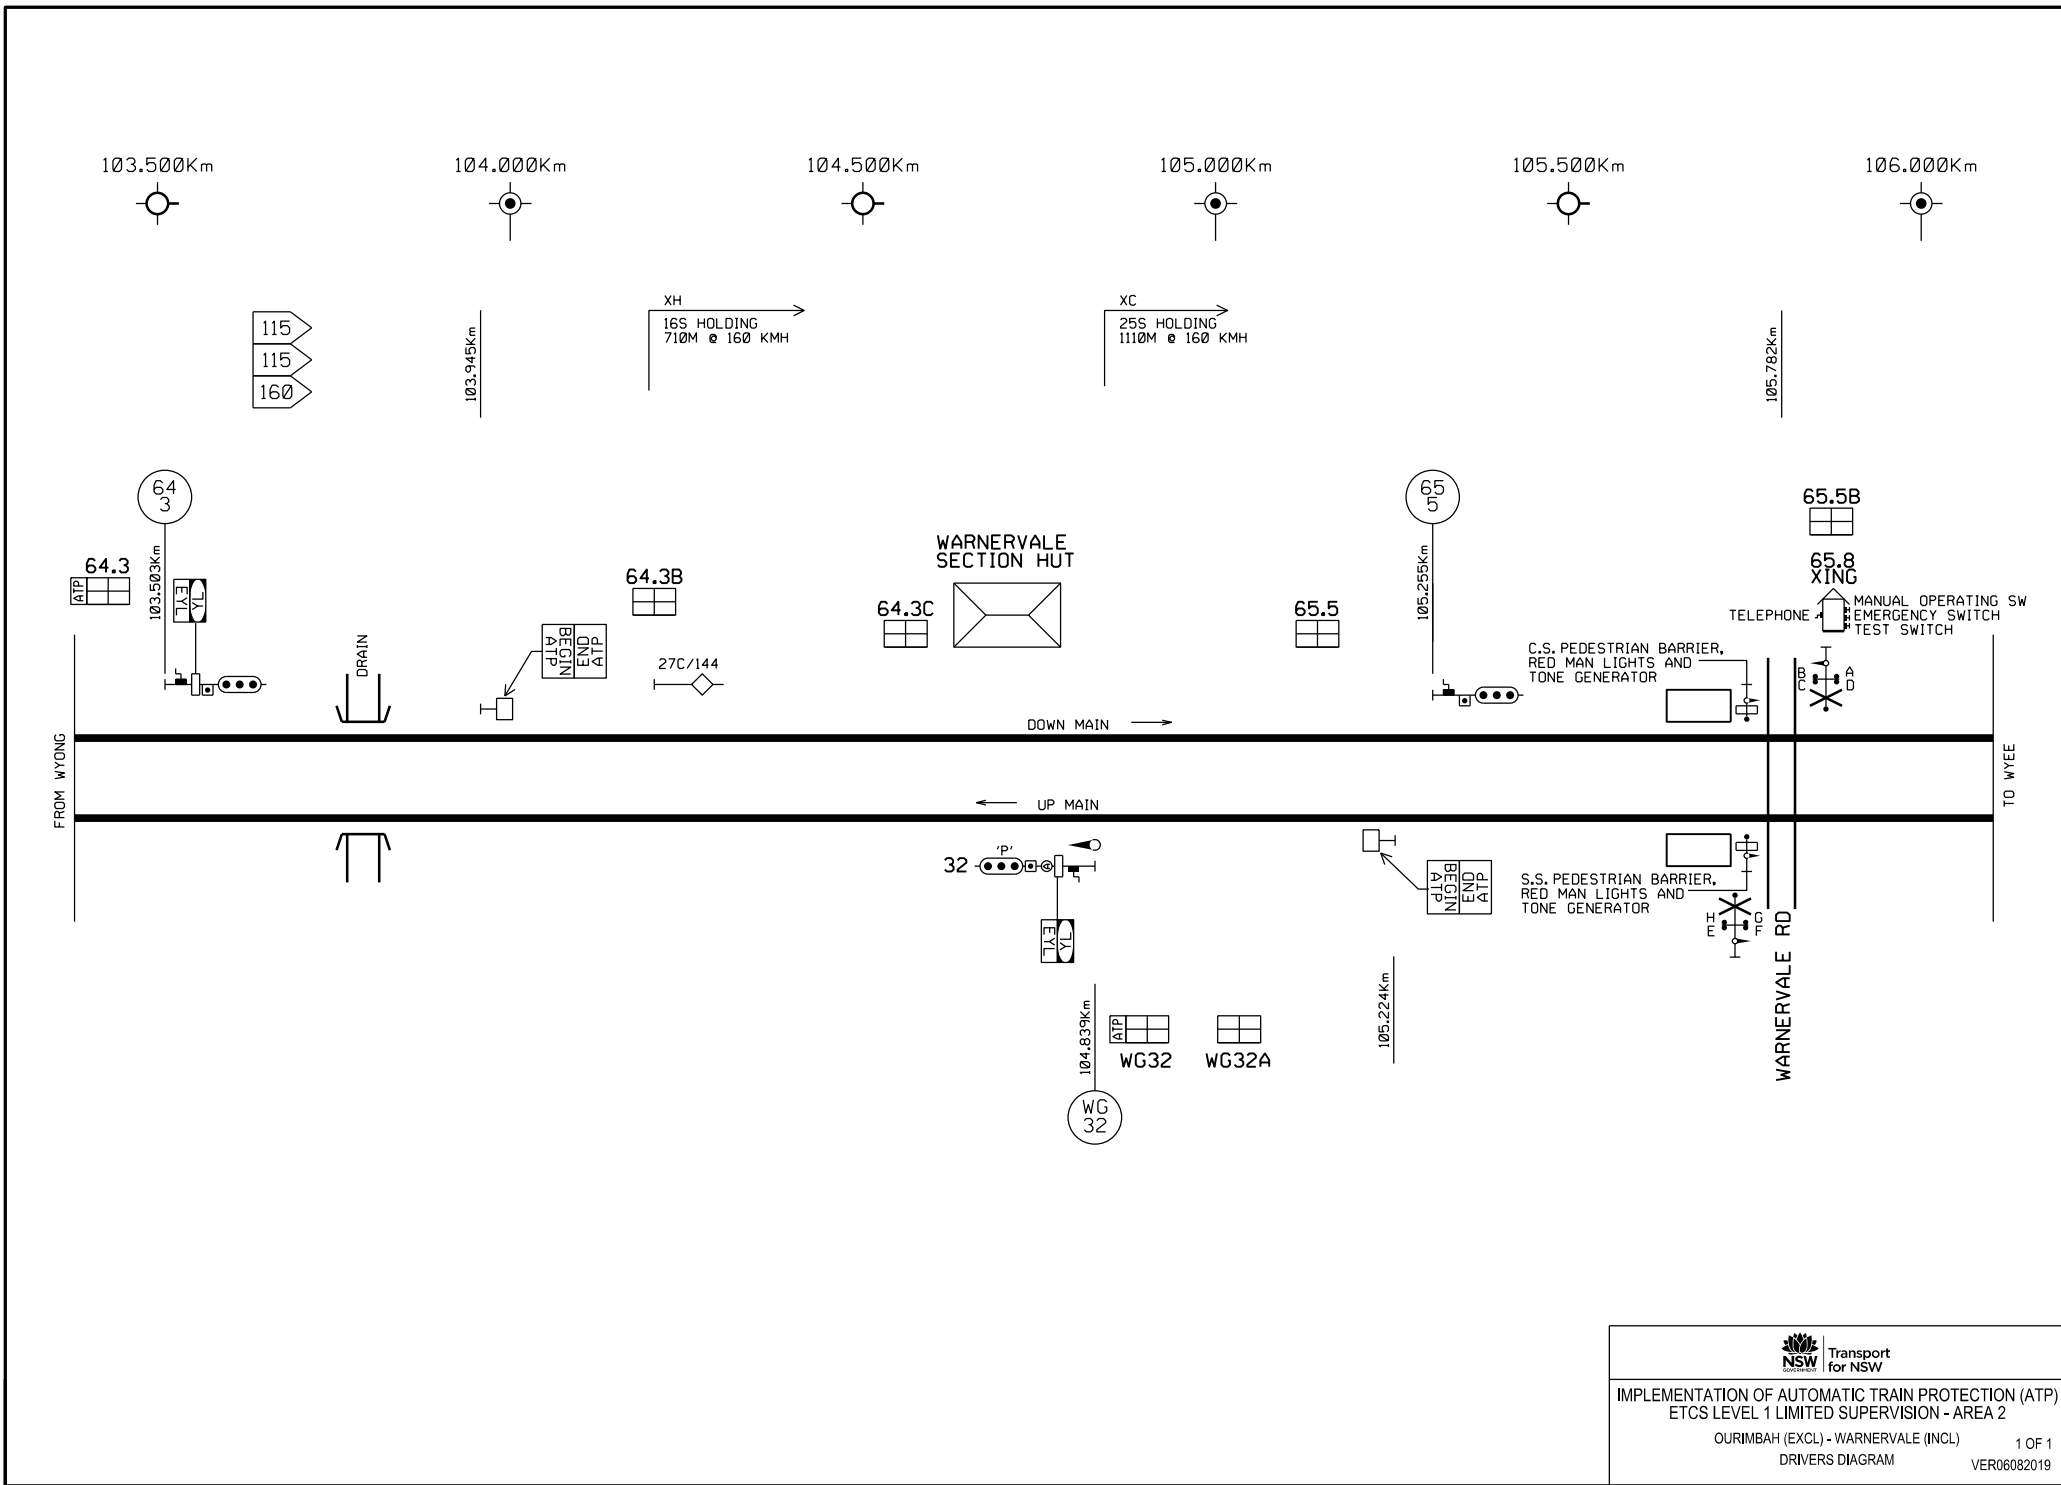 103.500Km
104.000Km
104.500Km
105.000Km
105.500Km
106.000Km
115
115
160
103.945Km
XH
16S HOLDING
710M @ 160 KMH
XC
25S HOLDING
1110M @ 160 KMH
105.782Km
64
3
65
5
65.5B
64.3
ATP
103.503Km
EYL
YL
DRAIN
BEGIN
ATP
END
ATP
64.3B
27C/144
64.3C
WARNERVALE
SECTION HUT
65.5
105.255Km
65.8
XING
TELEPHONE
MANUAL OPERATING SW
EMERGENCY SWITCH
TEST SWITCH
C.S. PEDESTRIAN BARRIER,
RED MAN LIGHTS AND
TONE GENERATOR
B
A
C
D
DOWN MAIN
FROM WYONG
TO WYEE
UP MAIN
32
'P'
A
EYL
YL
BEGIN
ATP
END
ATP
S.S. PEDESTRIAN BARRIER,
RED MAN LIGHTS AND
TONE GENERATOR
H
G
E
F
WARNERVALE RD
104.839Km
ATP
WG32
WG32A
105.224Km
WG
32
NSW
GOVERNMENT
Transport
for NSW
IMPLEMENTATION OF AUTOMATIC TRAIN PROTECTION (ATP)
ETCS LEVEL 1 LIMITED SUPERVISION - AREA 2
OURIMBAH (EXCL) - WARNERVALE (INCL)
1 OF 1
DRIVERS DIAGRAM
VER06082019